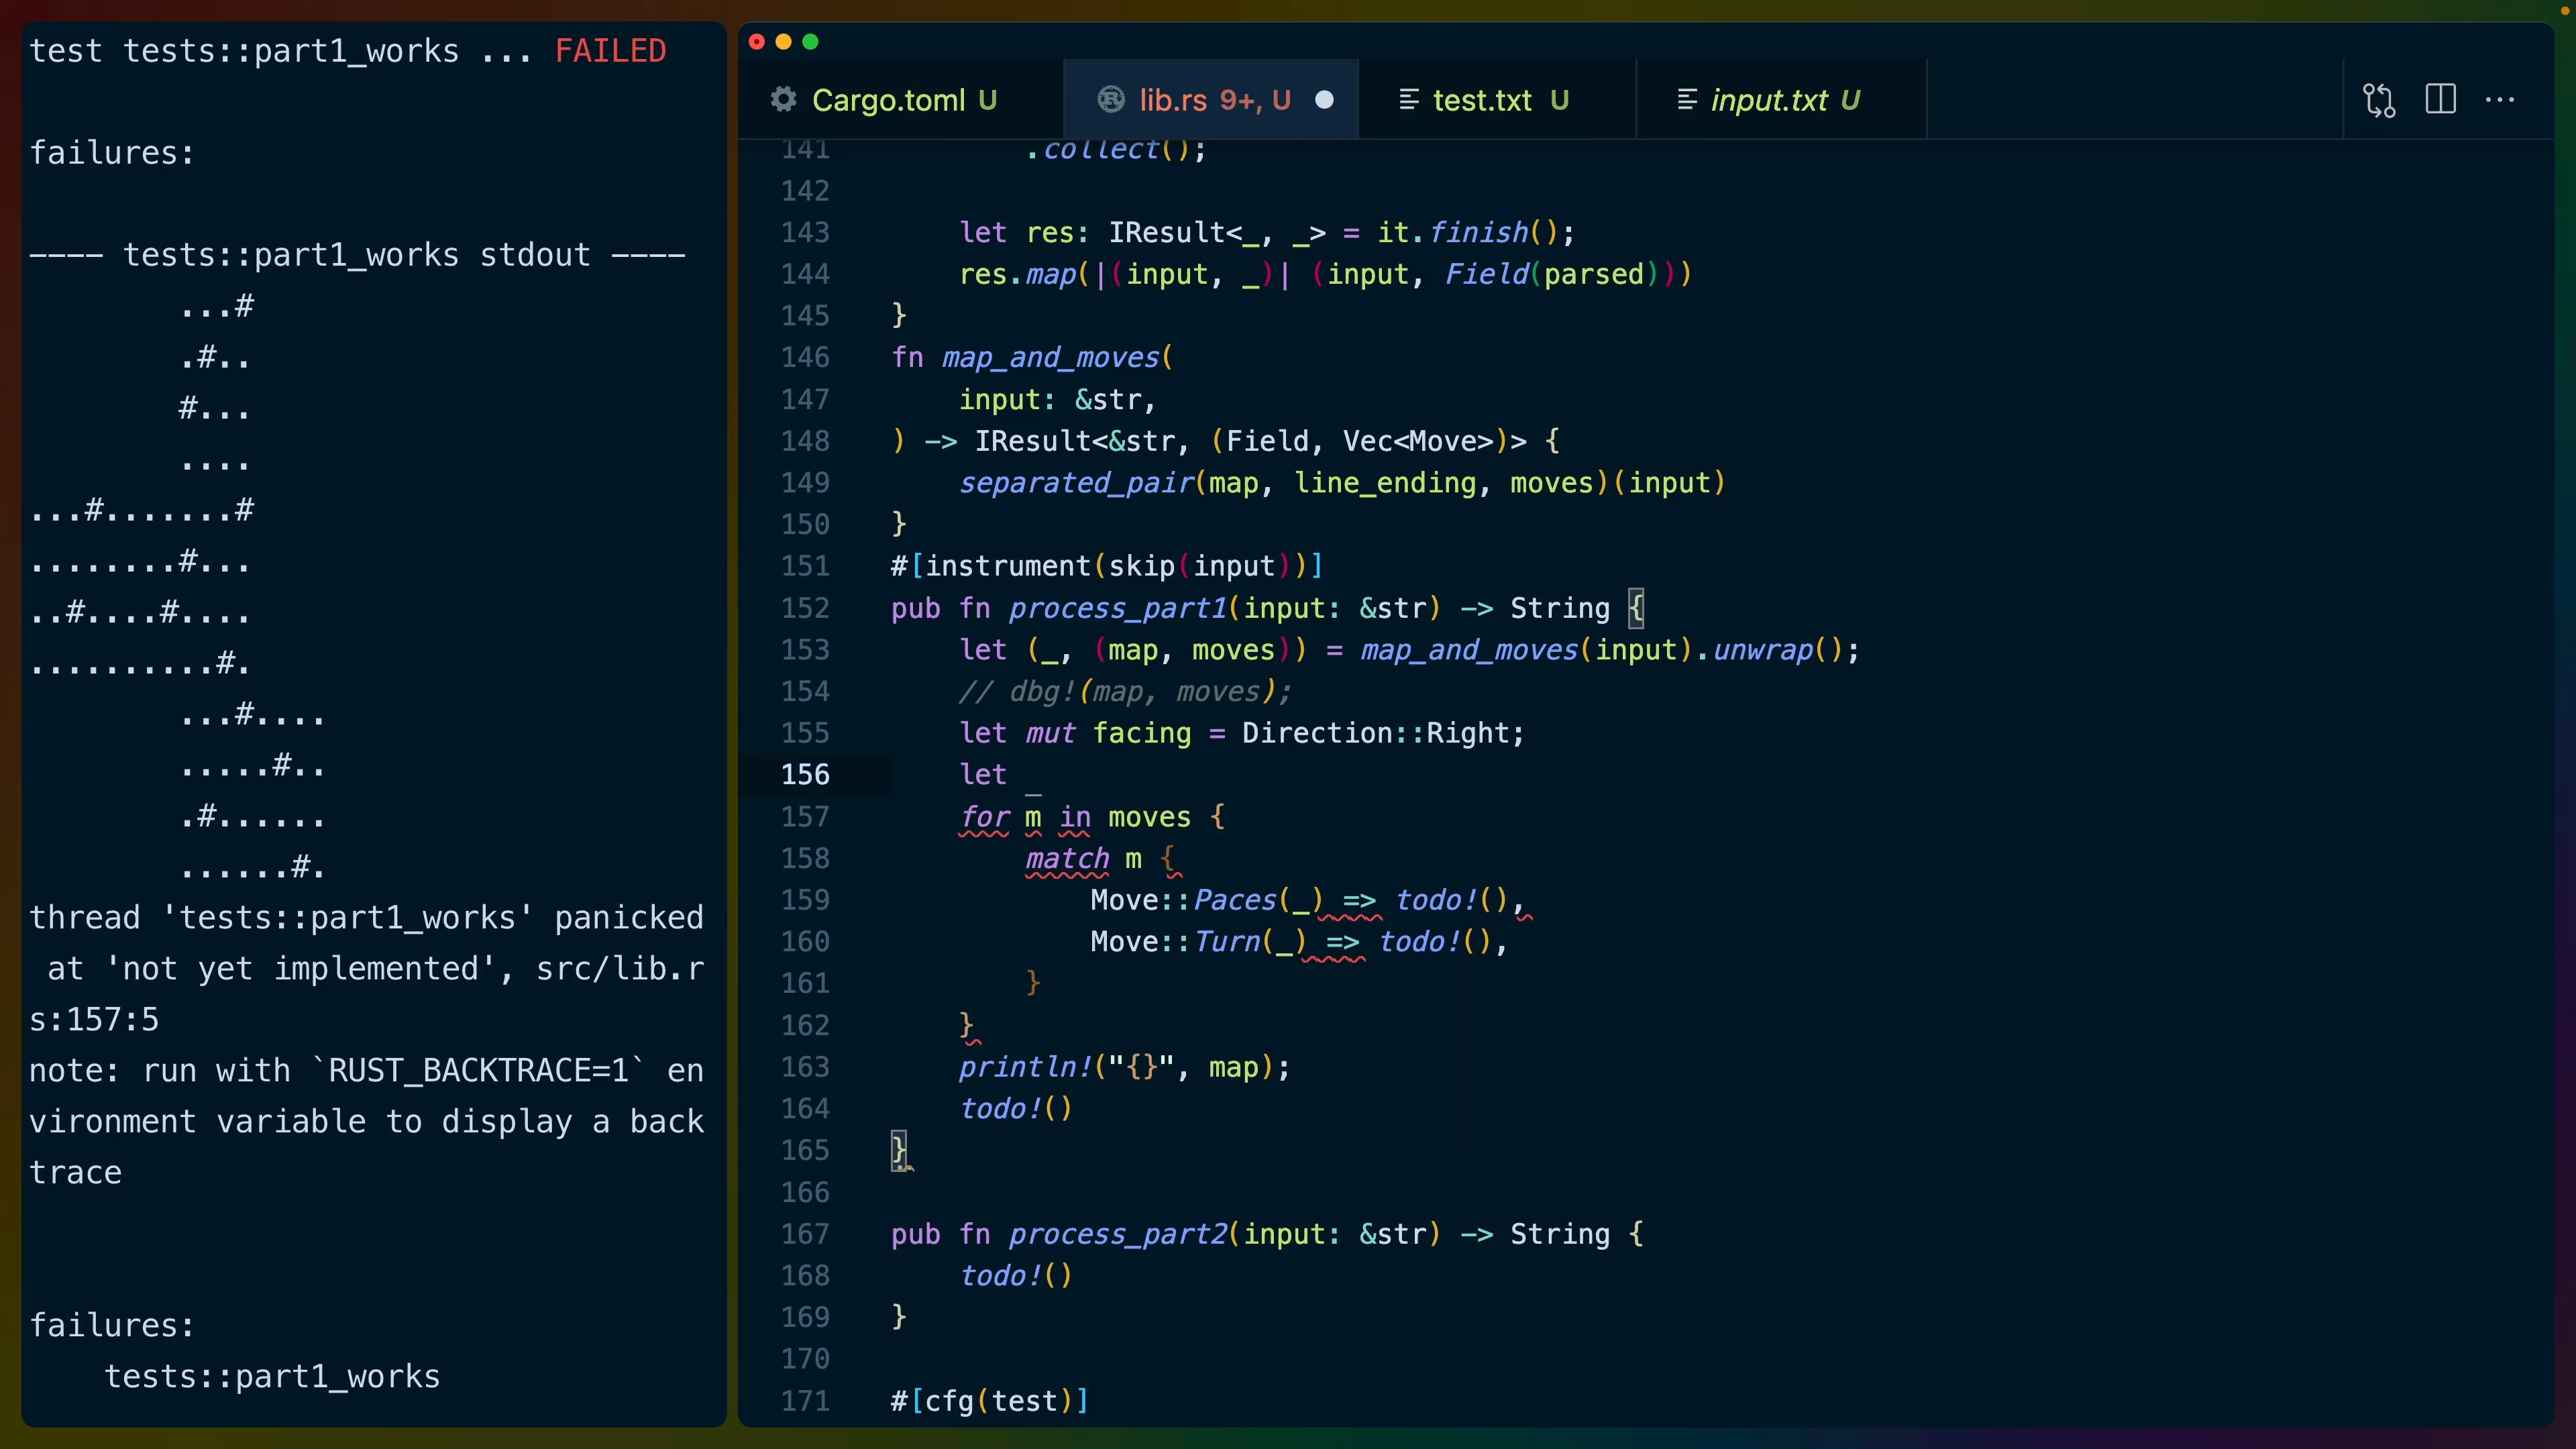 test tests::part1_works ... FAILED
failures:
---- tests::part1_works stdout ----
        ...#
        .#..
        #...
        ....
...#.......#
........#...
..#....#....
..........#.
        ...#....
        .....#..
        .#......
        ......#.
thread 'tests::part1_works' panicked
 at 'not yet implemented', src/lib.r
s:157:5
note: run with `RUST_BACKTRACE=1` en
vironment variable to display a back
trace
failures:
    tests::part1_works
Cargo.toml U
lib.rs 9+, U
test.txt U
input.txt U
141         .collect();
142
143     let res: IResult<_, _> = it.finish();
144     res.map(|(input, _)| (input, Field(parsed)))
145 }
146 fn map_and_moves(
147     input: &str,
148 ) -> IResult<&str, (Field, Vec<Move>)> {
149     separated_pair(map, line_ending, moves)(input)
150 }
151 #[instrument(skip(input))]
152 pub fn process_part1(input: &str) -> String {
153     let (_, (map, moves)) = map_and_moves(input).unwrap();
154     // dbg!(map, moves);
155     let mut facing = Direction::Right;
156     let
157     for m in moves {
158         match m {
159             Move::Paces(_) => todo!(),
160             Move::Turn(_) => todo!(),
161         }
162     }
163     println!("{}", map);
164     todo!()
165 }
166
167 pub fn process_part2(input: &str) -> String {
168     todo!()
169 }
170
171 #[cfg(test)]